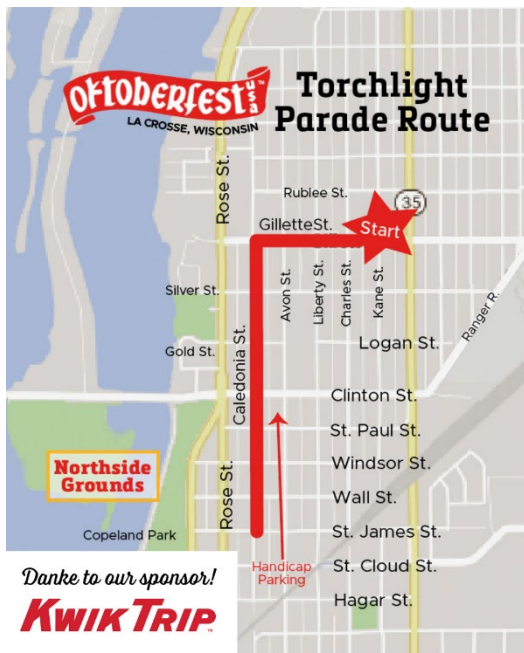 OKTOBERFEST USA™
LA CROSSE, WISCONSIN
Torchlight
Parade Route
Rose St.
Rublee St.
35
Gillette St.
Start
Silver St.
Avon St.
Liberty St.
Charles St.
Kane St.
Ranger R.
Gold St.
Caledonia St.
Logan St.
Clinton St.
St. Paul St.
Northside
Grounds
Windsor St.
Rose St.
Wall St.
Copeland Park
St. James St.
Handicap
Parking
St. Cloud St.
Hagar St.
Danke to our sponsor!
KWIK TRIP